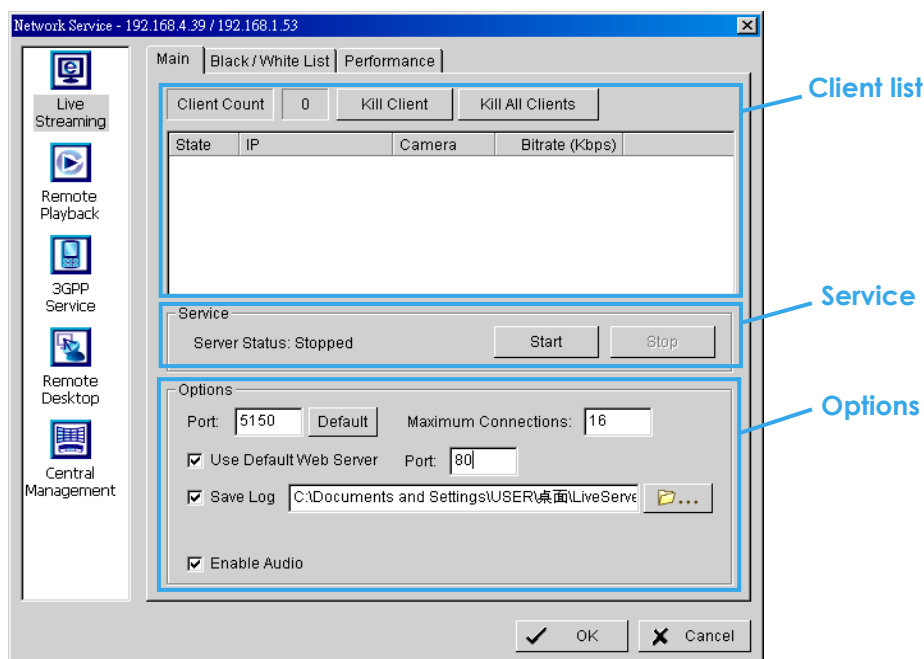 Network Service - 192.168.4.39 / 192.168.1.53
Live
Streaming
Remote
Playback
3GPP
Service
Remote
Desktop
Central
Management
Main Black / White List Performance
Client Count 0 Kill Client Kill All Clients
State IP Camera Bitrate (Kbps)
Client list
Service
Server Status: Stopped Start Stop
Service
Options
Port: 5150 Default Maximum Connections: 16
Use Default Web Server Port: 80
Save Log C:\Documents and Settings\USER\桌面\LiveServe ...
Enable Audio
Options
OK Cancel